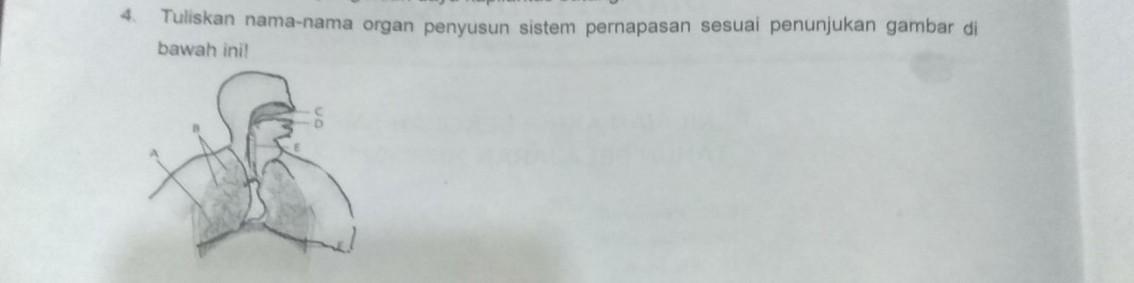 4. Tuliskan nama-nama organ penyusun sistem pernapasan sesuai penunjukan gambar di
bawah ini!
C
D
B
E
A